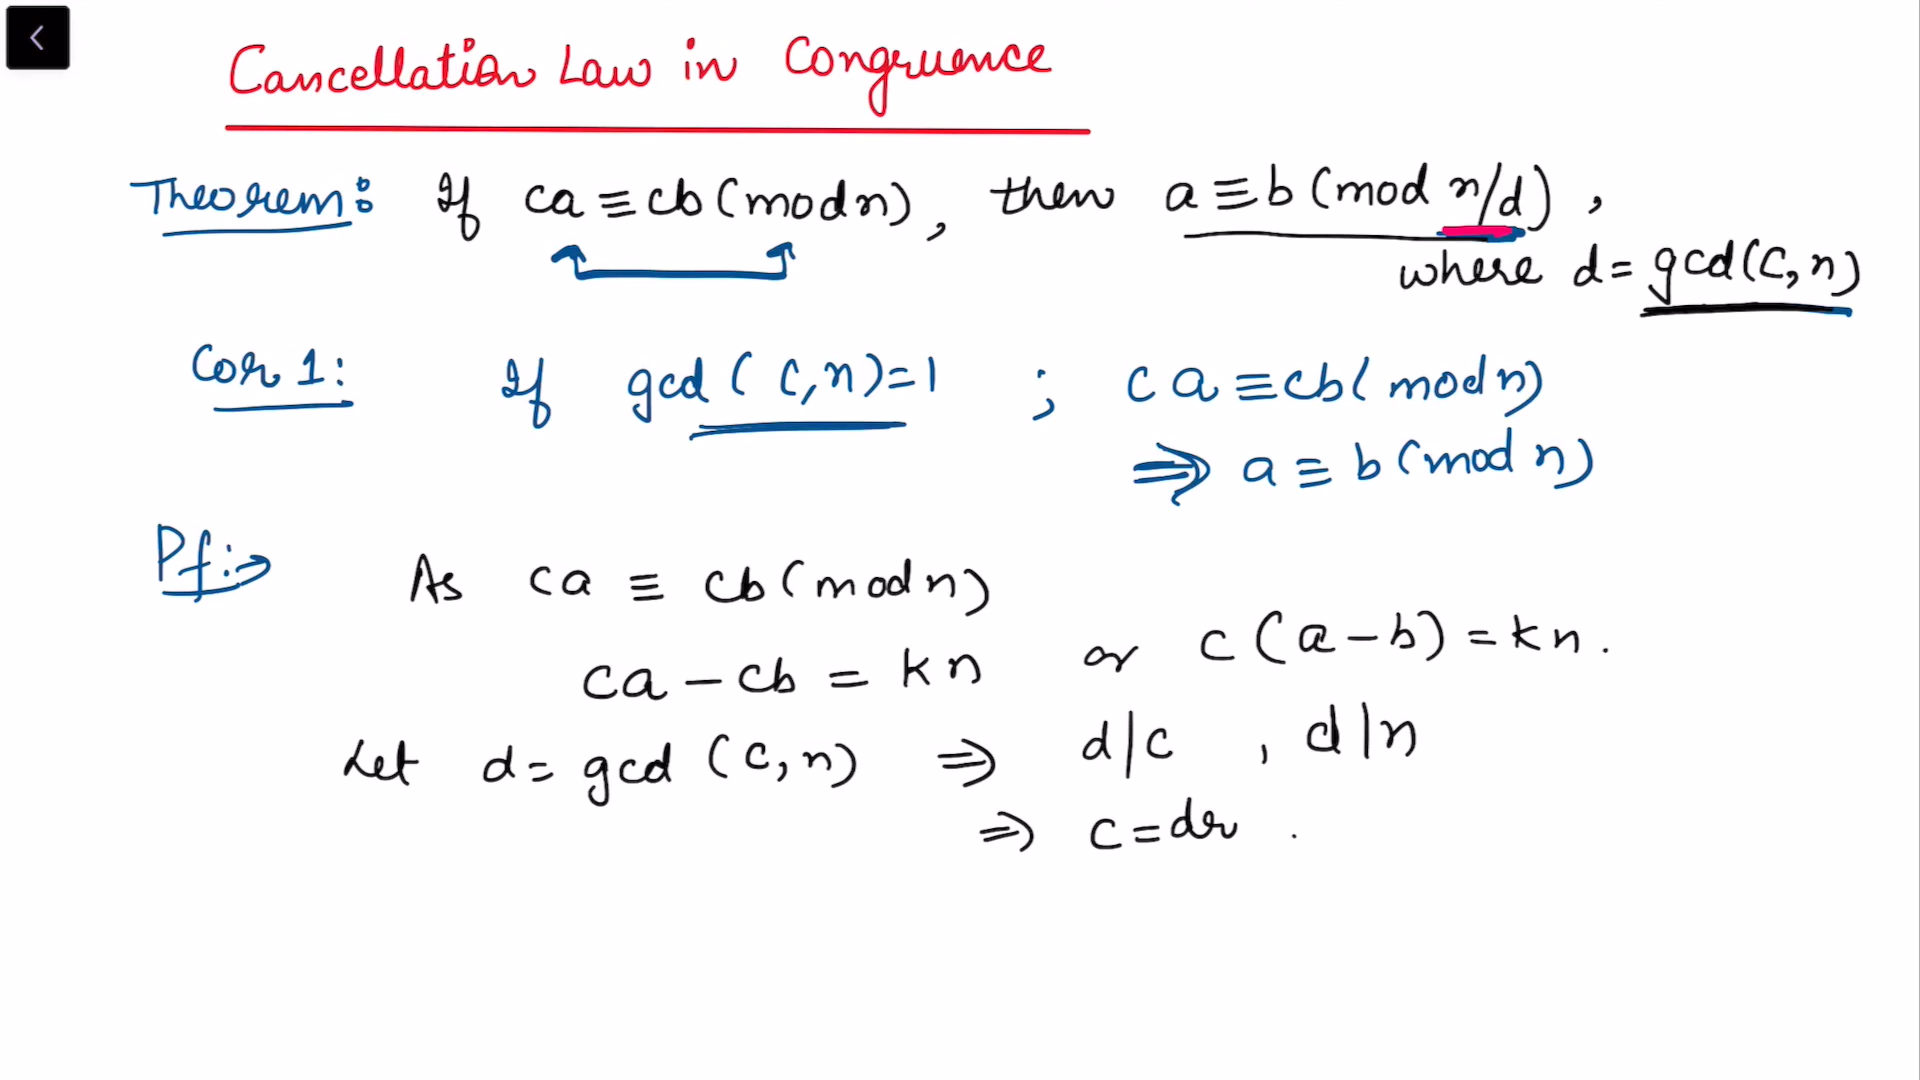 Cancellation Law in Congruence
Theorem: If ca ≡ cb (mod n), then a ≡ b (mod n/d),
where d = gcd(c, n)
Cor 1: If gcd (c, n) = 1 ; ca ≡ cb (mod n)
⇒ a ≡ b (mod n)
Pf:→ As ca ≡ cb (mod n)
ca − cb = kn or c(a − b) = kn.
Let d = gcd (c, n) ⇒ d|c , d|n
⇒ c = dr .